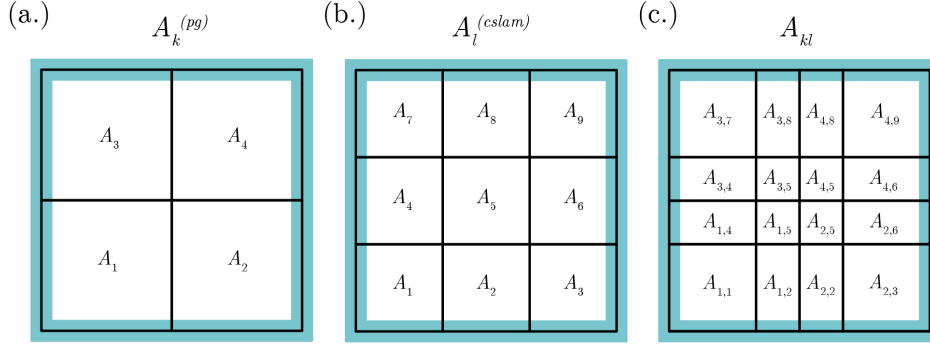 (a.) (b.) (c.)
A_k^(pg) A_l^(cslam) A_kl
A_3 A_4
A_1 A_2
A_7 A_8 A_9
A_4 A_5 A_6
A_1 A_2 A_3
A_3,7 A_3,8 A_4,8 A_4,9
A_3,4 A_3,5 A_4,5 A_4,6
A_1,4 A_1,5 A_2,5 A_2,6
A_1,1 A_1,2 A_2,2 A_2,3